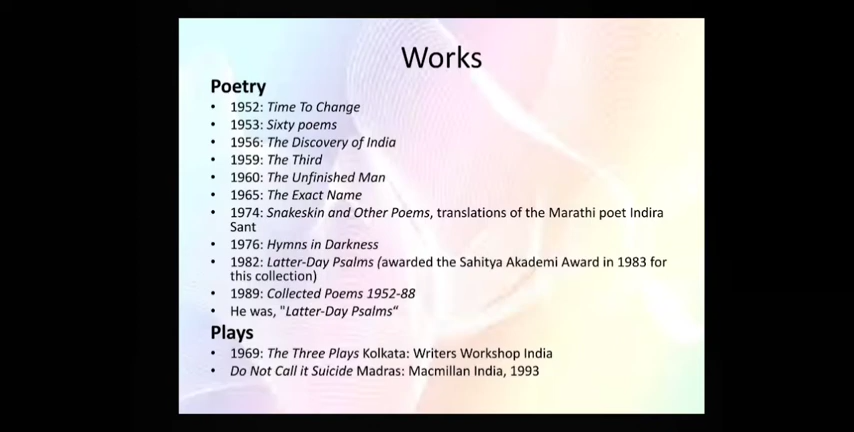 Works
Poetry
• 1952: Time To Change
• 1953: Sixty poems
• 1956: The Discovery of India
• 1959: The Third
• 1960: The Unfinished Man
• 1965: The Exact Name
• 1974: Snakeskin and Other Poems, translations of the Marathi poet Indira
Sant
• 1976: Hymns in Darkness
• 1982: Latter-Day Psalms (awarded the Sahitya Akademi Award in 1983 for
this collection)
• 1989: Collected Poems 1952-88
• He was, "Latter-Day Psalms“
Plays
• 1969: The Three Plays Kolkata: Writers Workshop India
• Do Not Call it Suicide Madras: Macmillan India, 1993